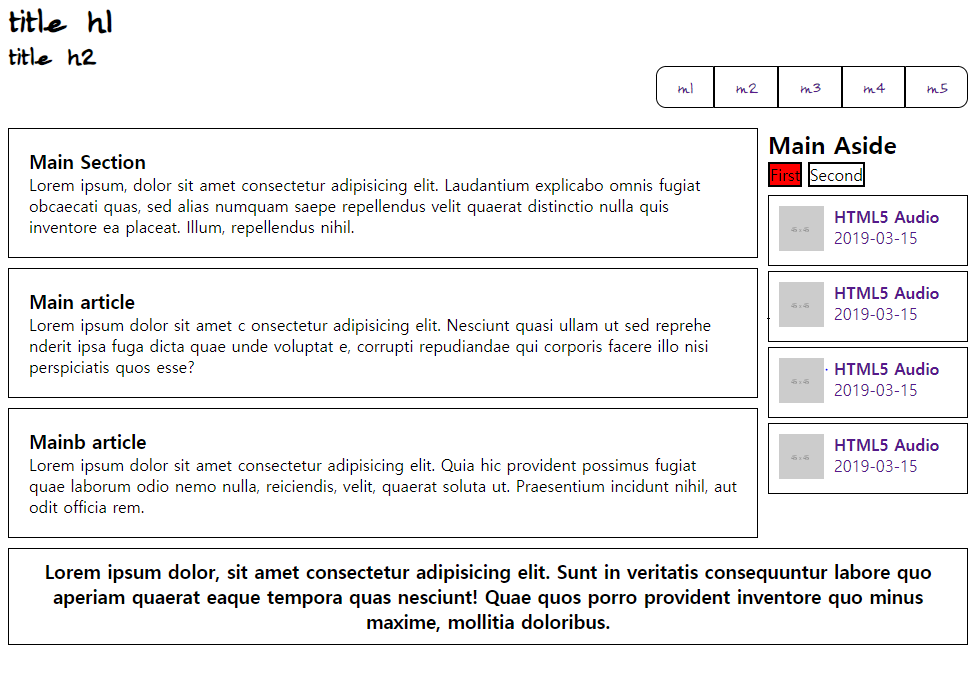 title h1
title h2
m1 m2 m3 m4 m5
Main Section
Lorem ipsum, dolor sit amet consectetur adipisicing elit. Laudantium explicabo omnis fugiat
obcaecati quas, sed alias numquam saepe repellendus velit quaerat distinctio nulla quis
inventore ea placeat. Illum, repellendus nihil.
Main article
Lorem ipsum dolor sit amet c onsectetur adipisicing elit. Nesciunt quasi ullam ut sed reprehe
nderit ipsa fuga dicta quae unde voluptat e, corrupti repudiandae qui corporis facere illo nisi
perspiciatis quos esse?
Mainb article
Lorem ipsum dolor sit amet consectetur adipisicing elit. Quia hic provident possimus fugiat
quae laborum odio nemo nulla, reiciendis, velit, quaerat soluta ut. Praesentium incidunt nihil, aut
odit officia rem.
Main Aside
First Second
HTML5 Audio
2019-03-15
HTML5 Audio
2019-03-15
HTML5 Audio
2019-03-15
HTML5 Audio
2019-03-15
Lorem ipsum dolor, sit amet consectetur adipisicing elit. Sunt in veritatis consequuntur labore quo
aperiam quaerat eaque tempora quas nesciunt! Quae quos porro provident inventore quo minus
maxime, mollitia doloribus.